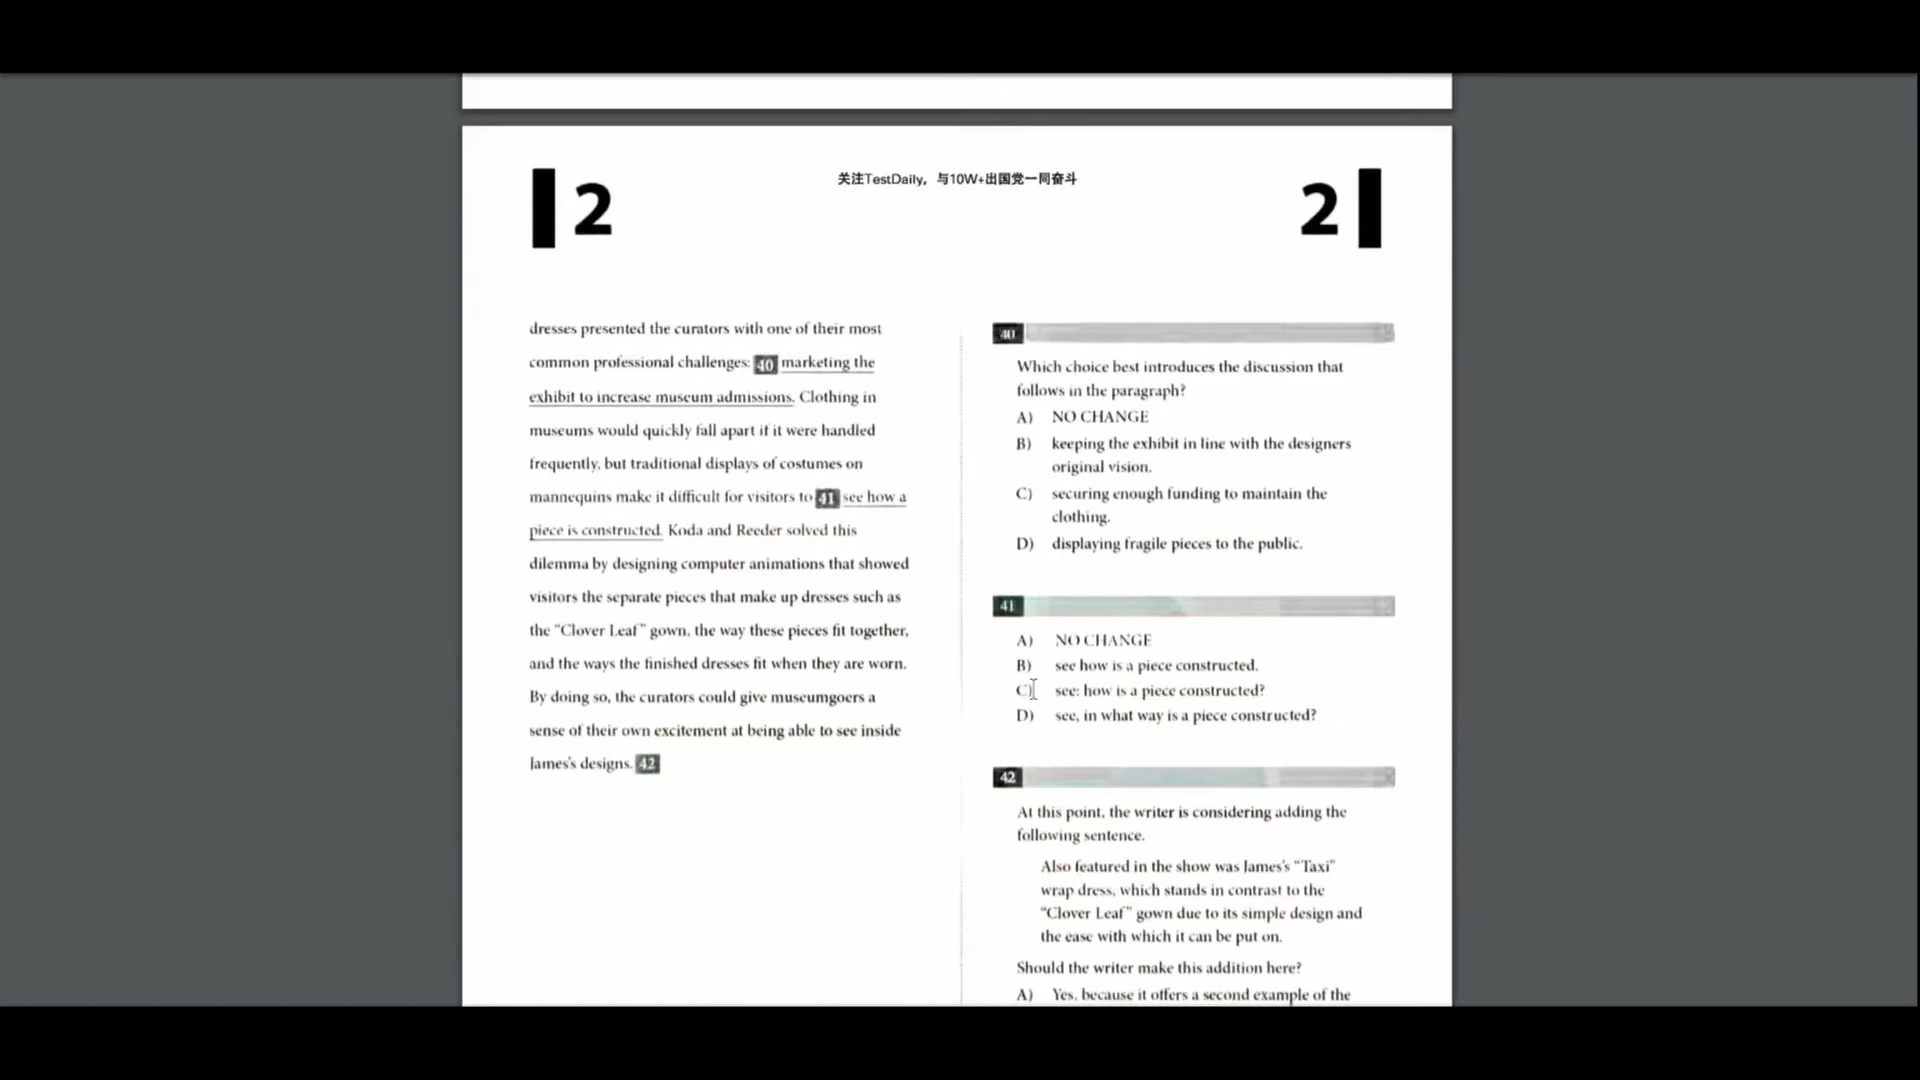 2
关注TestDaily，与10W+出国党一同奋斗
2
dresses presented the curators with one of their most
common professional challenges: 40 marketing the
exhibit to increase museum admissions. Clothing in
museums would quickly fall apart if it were handled
frequently, but traditional displays of costumes on
mannequins make it difficult for visitors to 41 see how a
piece is constructed. Koda and Reeder solved this
dilemma by designing computer animations that showed
visitors the separate pieces that make up dresses such as
the "Clover Leaf" gown, the way these pieces fit together,
and the ways the finished dresses fit when they are worn.
By doing so, the curators could give museumgoers a
sense of their own excitement at being able to see inside
James's designs. 42
40
Which choice best introduces the discussion that
follows in the paragraph?
A) NO CHANGE
B) keeping the exhibit in line with the designers
original vision.
C) securing enough funding to maintain the
clothing.
D) displaying fragile pieces to the public.
41
A) NO CHANGE
B) see how is a piece constructed.
C) see: how is a piece constructed?
D) see, in what way is a piece constructed?
42
At this point, the writer is considering adding the
following sentence.
Also featured in the show was James's "Taxi"
wrap dress, which stands in contrast to the
"Clover Leaf" gown due to its simple design and
the ease with which it can be put on.
Should the writer make this addition here?
A) Yes, because it offers a second example of the